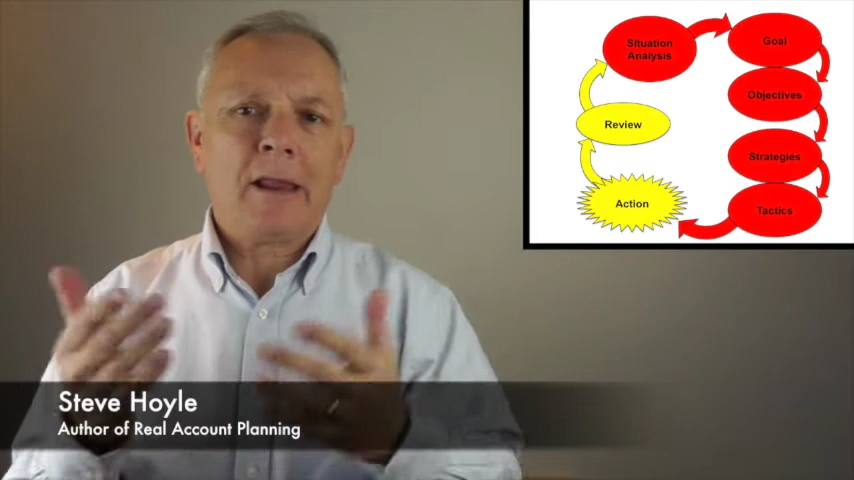 Situation
Analysis
Goal
Objectives
Review
Strategies
Action
Tactics
Steve Hoyle
Author of Real Account Planning